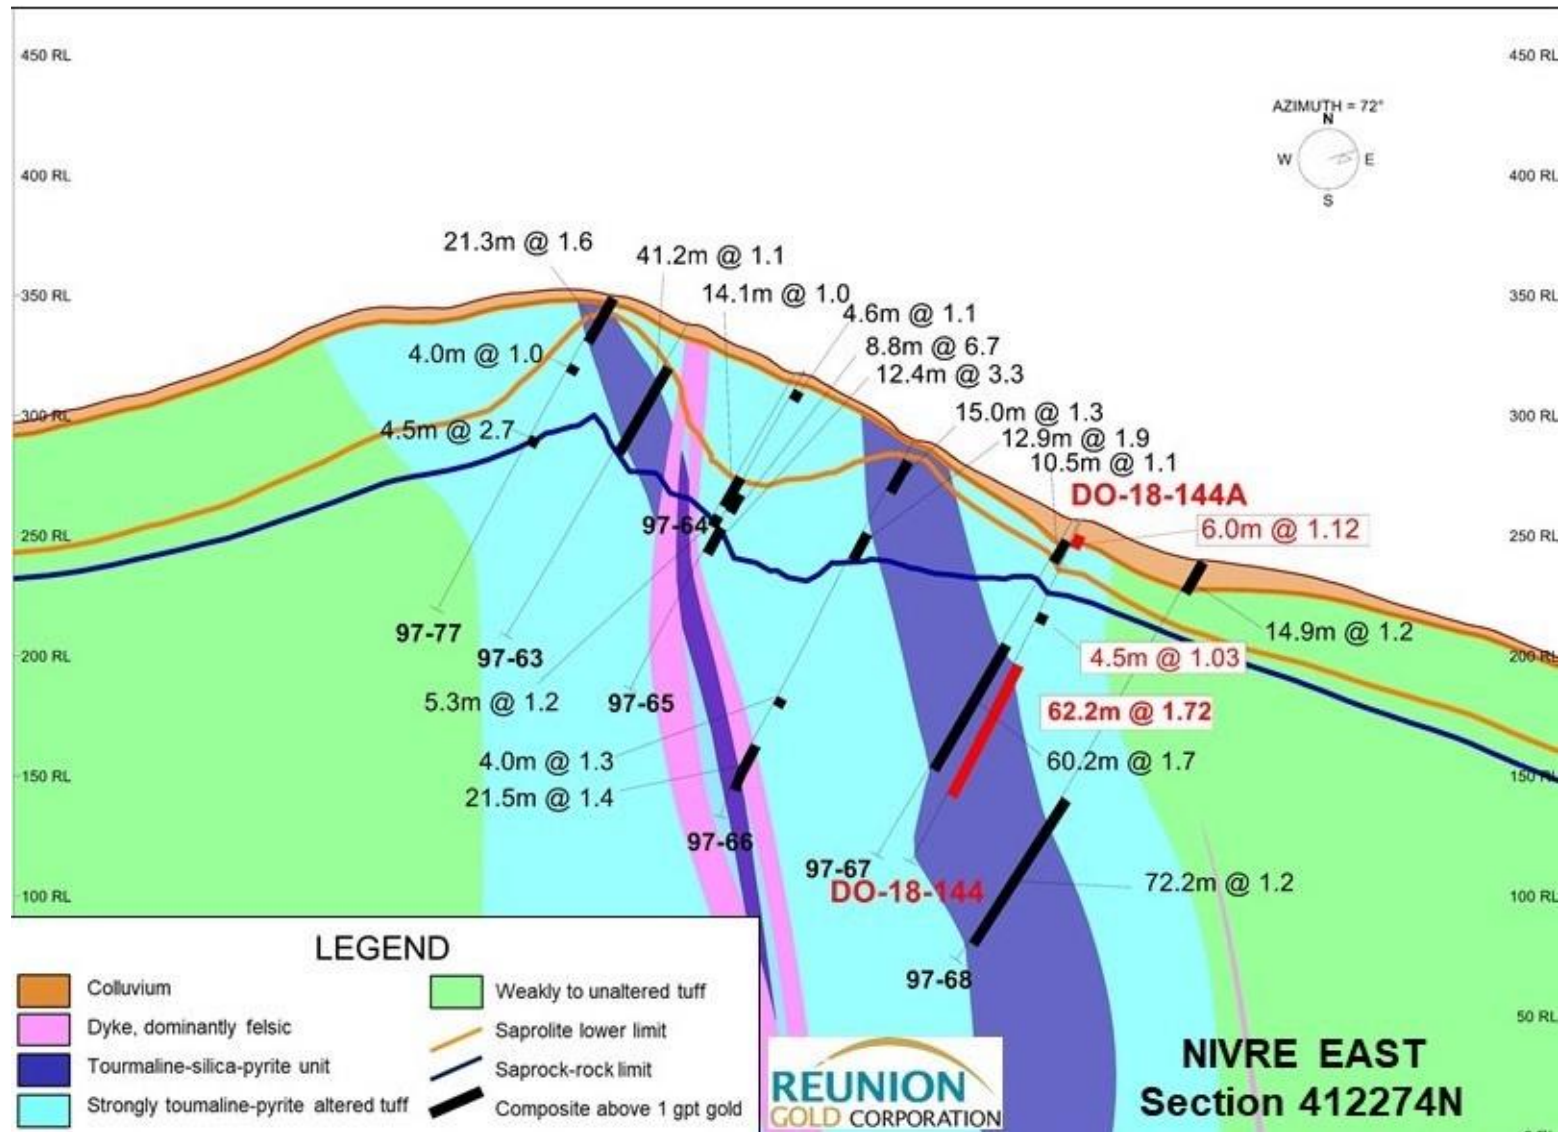 450 RL
450 RL
AZIMUTH = 72°
N
W
E
S
400 RL
400 RL
21.3m @ 1.6
41.2m @ 1.1
14.1m @ 1.0
350 RL
350 RL
4.6m @ 1.1
8.8m @ 6.7
4.0m @ 1.0
12.4m @ 3.3
300 RL
300 RL
15.0m @ 1.3
4.5m @ 2.7
12.9m @ 1.9
10.5m @ 1.1
DO-18-144A
97-64
6.0m @ 1.12
250 RL
250 RL
97-77
14.9m @ 1.2
97-63
4.5m @ 1.03
200 RL
200 RL
5.3m @ 1.2
97-65
62.2m @ 1.72
4.0m @ 1.3
60.2m @ 1.7
150 RL
150 RL
21.5m @ 1.4
97-66
97-67
72.2m @ 1.2
DO-18-144
100 RL
100 RL
97-68
LEGEND
Colluvium
Dyke, dominantly felsic
Tourmaline-silica-pyrite unit
Strongly toumaline-pyrite altered tuff
Weakly to unaltered tuff
Saprolite lower limit
Saprock-rock limit
Composite above 1 gpt gold
50 RL
REUNION
GOLD CORPORATION
NIVRE EAST
Section 412274N